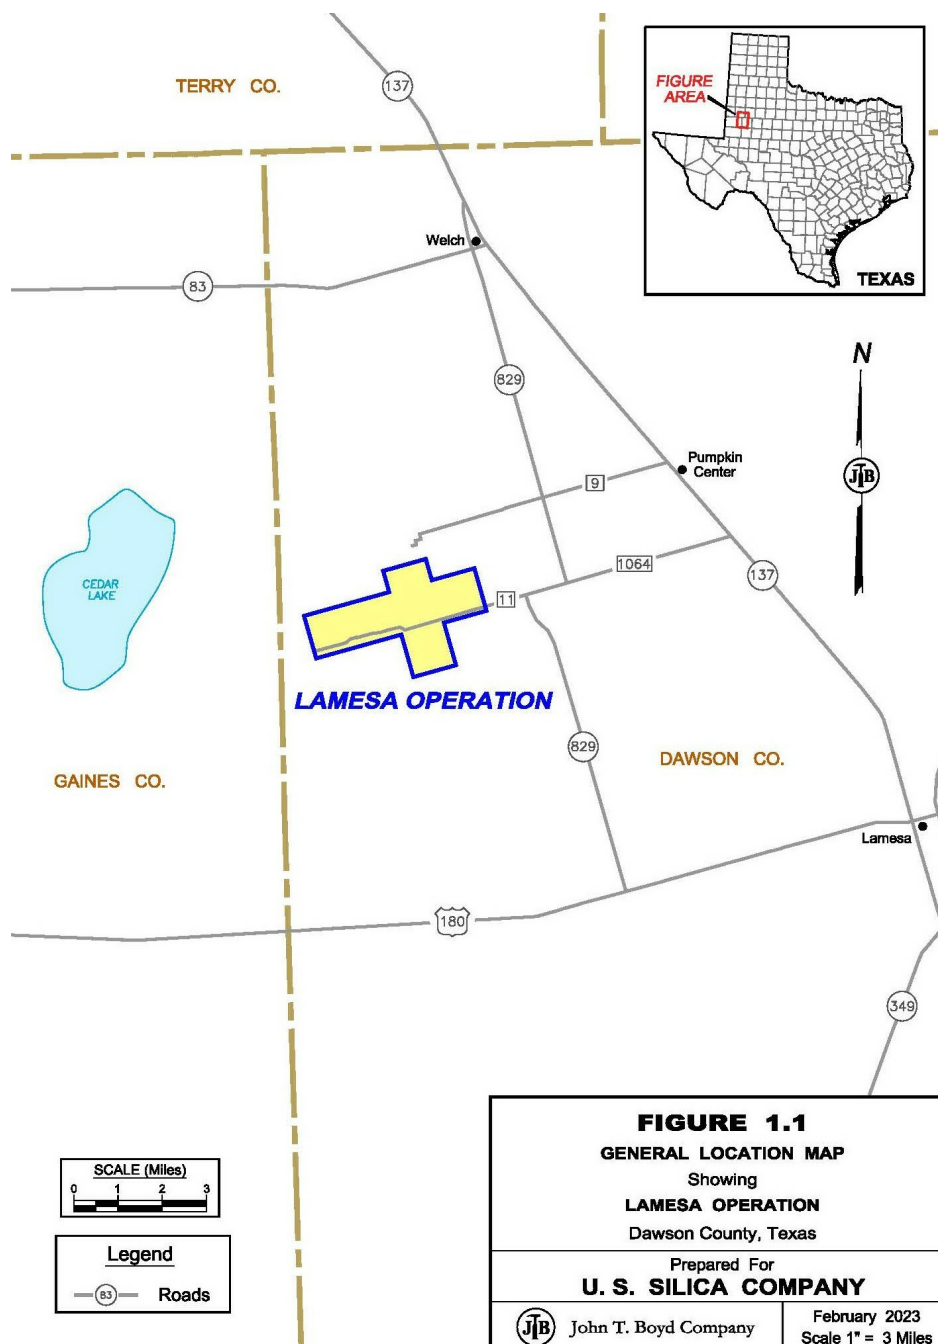 TERRY CO.
137
FIGURE
AREA
TEXAS
Welch
83
829
N
JTB
Pumpkin
Center
9
CEDAR
LAKE
1064
137
11
LAMESA OPERATION
829
DAWSON CO.
GAINES CO.
Lamesa
180
349
SCALE (Miles)
0 1 2 3
Legend
83 Roads
FIGURE 1.1
GENERAL LOCATION MAP
Showing
LAMESA OPERATION
Dawson County, Texas
Prepared For
U. S. SILICA COMPANY
JTB John T. Boyd Company
February 2023
Scale 1" = 3 Miles